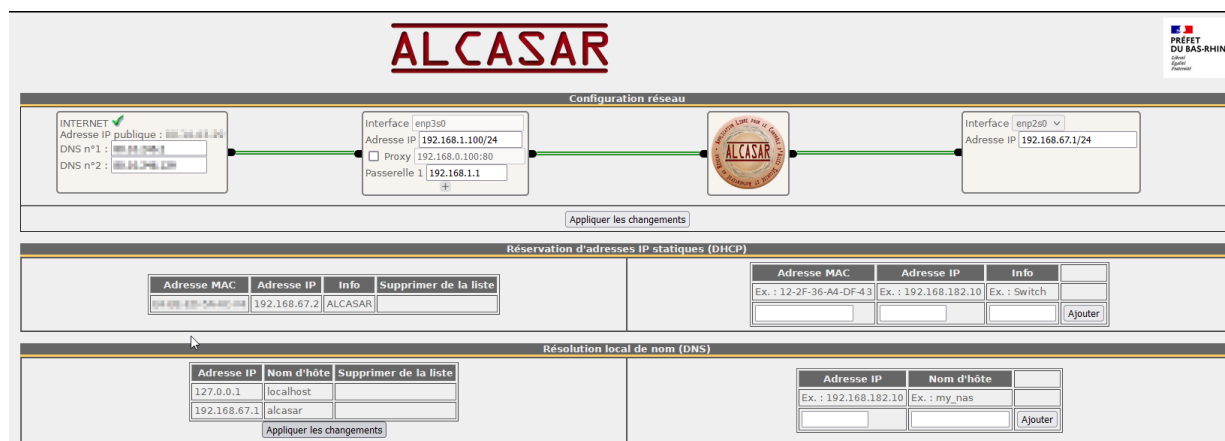 ALCASAR
PRÉFET
DU BAS-RHIN
Liberté
Égalité
Fraternité
Configuration réseau
INTERNET
Adresse IP publique :
DNS n°1 :
DNS n°2 :
Interface enp3s0
Adresse IP 192.168.1.100/24
Proxy 192.168.0.100:80
Passerelle 1 192.168.1.1
+
ALCASAR
Interface enp2s0
Adresse IP 192.168.67.1/24
Appliquer les changements
Réservation d'adresses IP statiques (DHCP)
Adresse MAC Adresse IP Info Supprimer de la liste
192.168.67.2 ALCASAR
Adresse MAC Adresse IP Info
Ex. : 12-2F-36-A4-DF-43 Ex. : 192.168.182.10 Ex. : Switch
Ajouter
Résolution local de nom (DNS)
Adresse IP Nom d'hôte Supprimer de la liste
127.0.0.1 localhost
192.168.67.1 alcasar
Appliquer les changements
Adresse IP Nom d'hôte
Ex. : 192.168.182.10 Ex. : my_nas
Ajouter